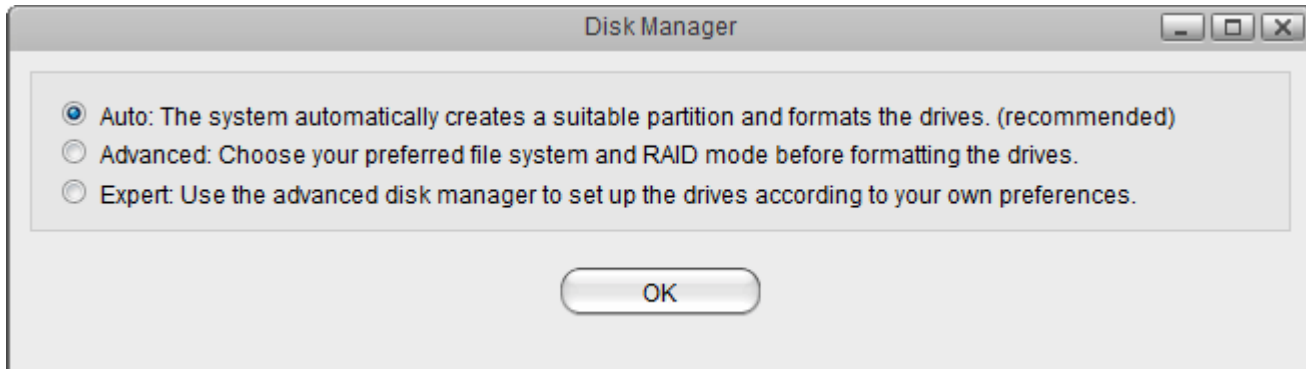 Disk Manager
Auto: The system automatically creates a suitable partition and formats the drives. (recommended)
Advanced: Choose your preferred file system and RAID mode before formatting the drives.
Expert: Use the advanced disk manager to set up the drives according to your own preferences.
OK